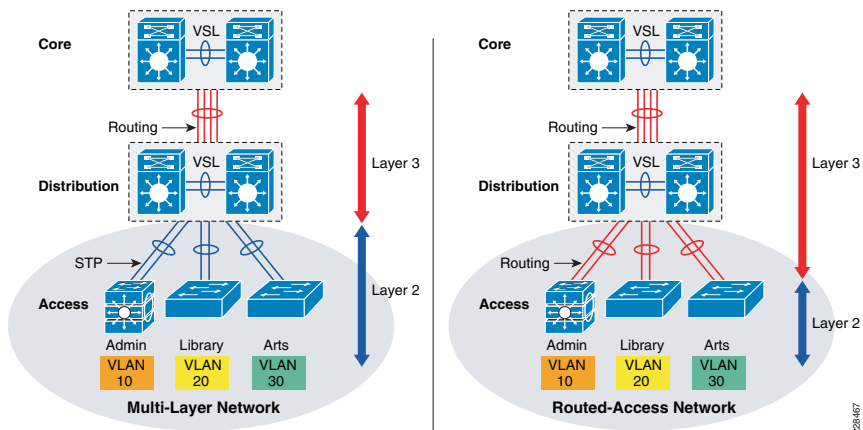 Core
VSL
Routing
Layer 3
VSL
Distribution
STP
Layer 2
Access
Admin
Library
Arts
VLAN
10
VLAN
20
VLAN
30
Multi-Layer Network
Core
VSL
Routing
Layer 3
VSL
Distribution
Routing
Access
Layer 2
Admin
Library
Arts
VLAN
10
VLAN
20
VLAN
30
Routed-Access Network
228467